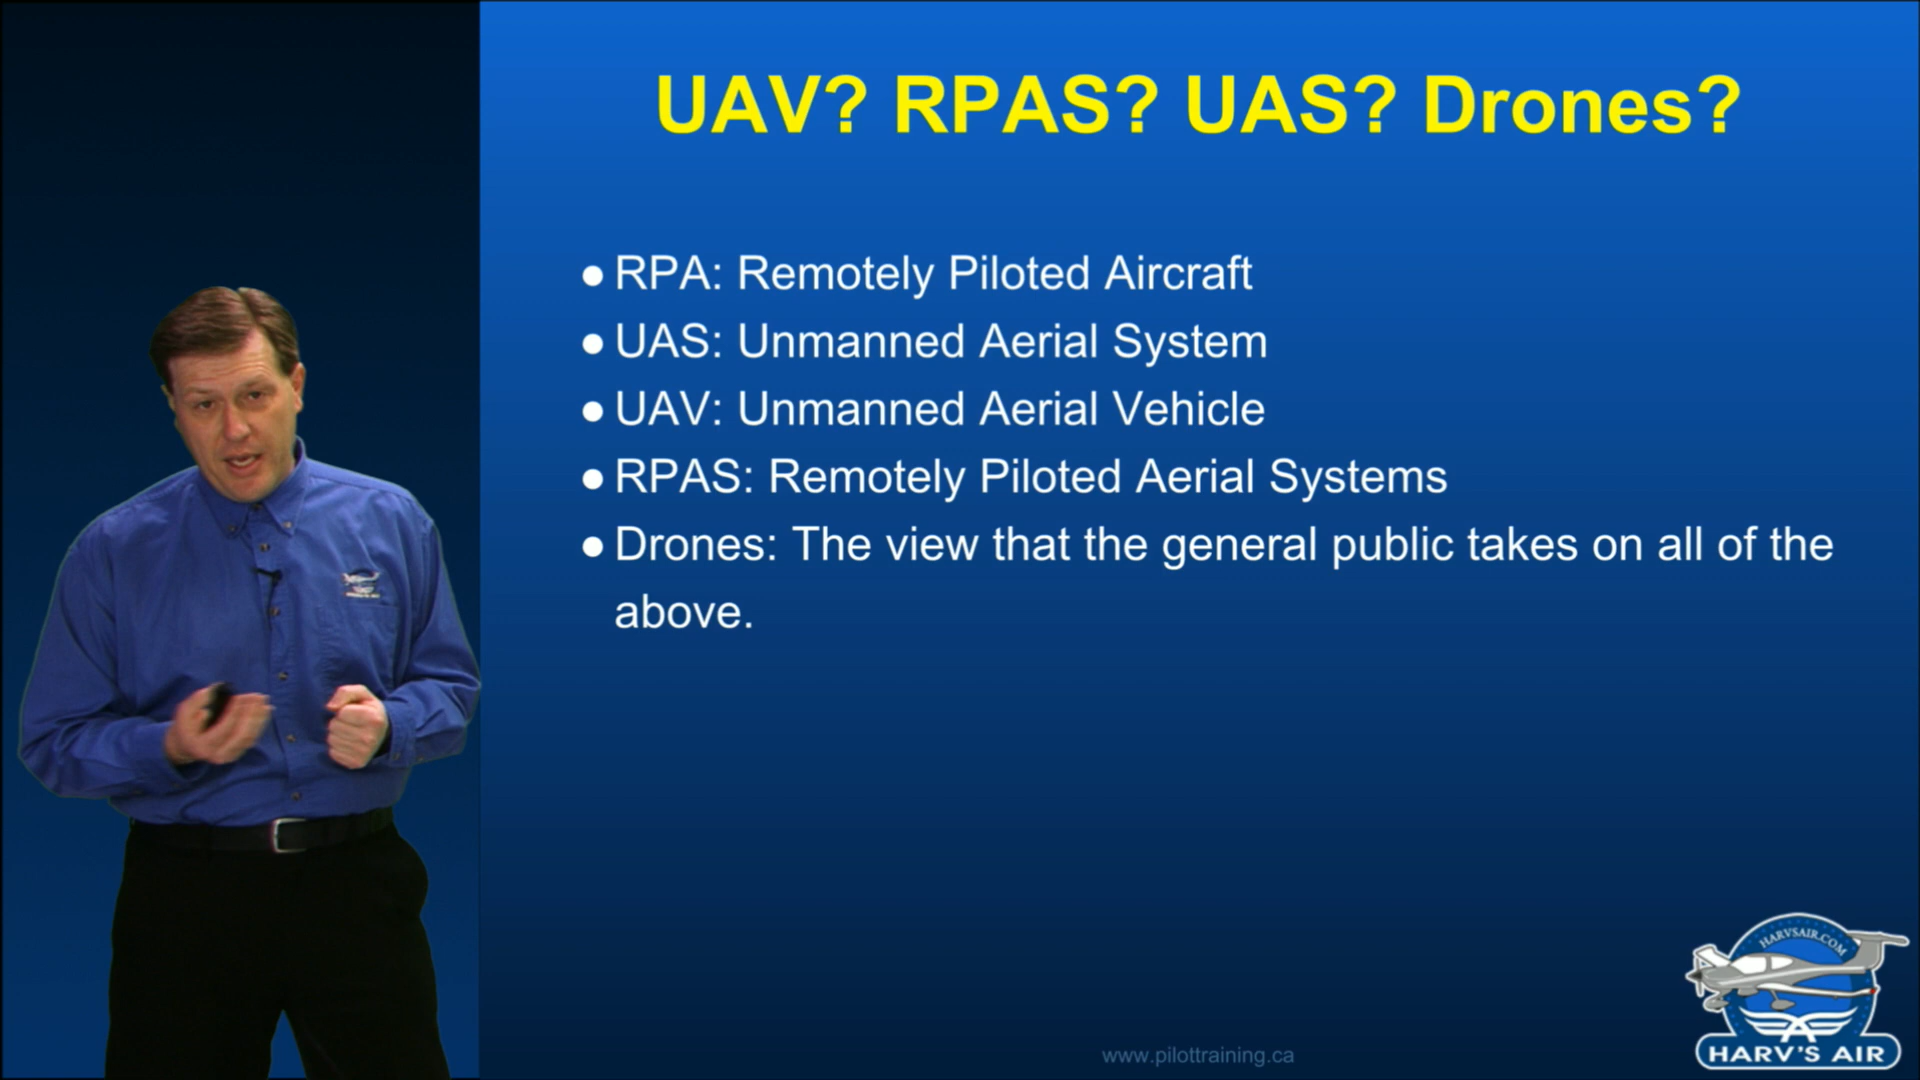 UAV? RPAS? UAS? Drones?
● RPA: Remotely Piloted Aircraft
● UAS: Unmanned Aerial System
● UAV: Unmanned Aerial Vehicle
● RPAS: Remotely Piloted Aerial Systems
● Drones: The view that the general public takes on all of the
above.
HARVSAIR.COM
HARV'S AIR
www.pilottraining.ca